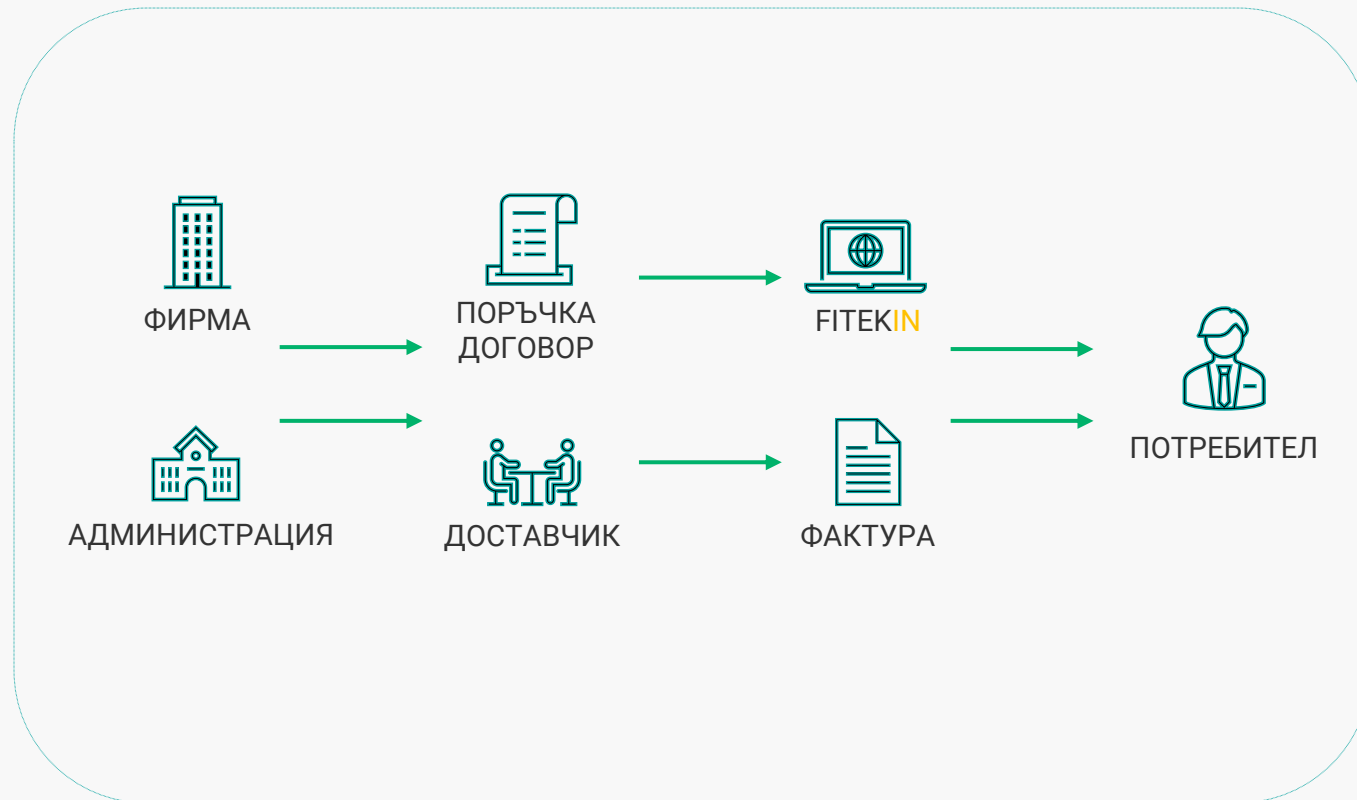 ФИРМА
ПОРЪЧКА
ДОГОВОР
FITEKIN
АДМИНИСТРАЦИЯ
ДОСТАВЧИК
ФАКТУРА
ПОТРЕБИТЕЛ